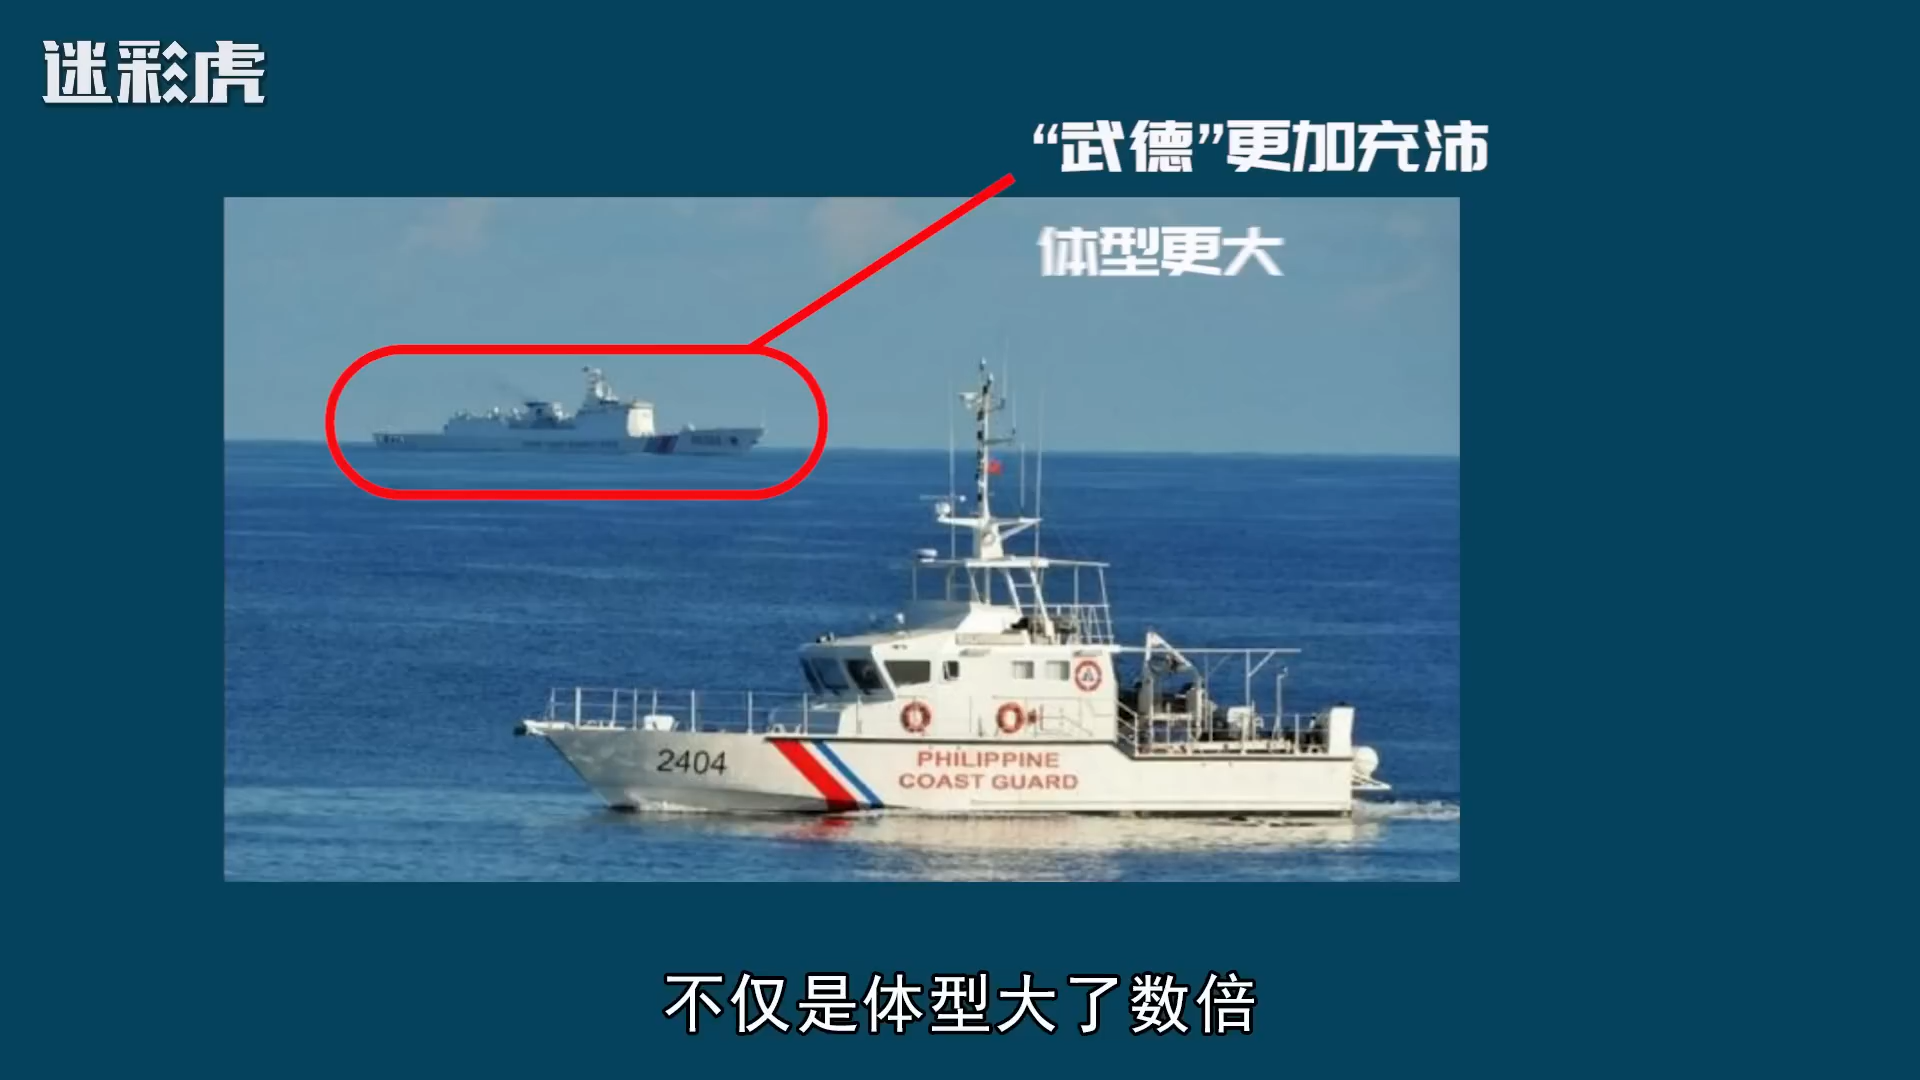 迷彩虎
“武德”更加充沛
体型更大
2404
PHILIPPINE
COAST GUARD
不仅是体型大了数倍